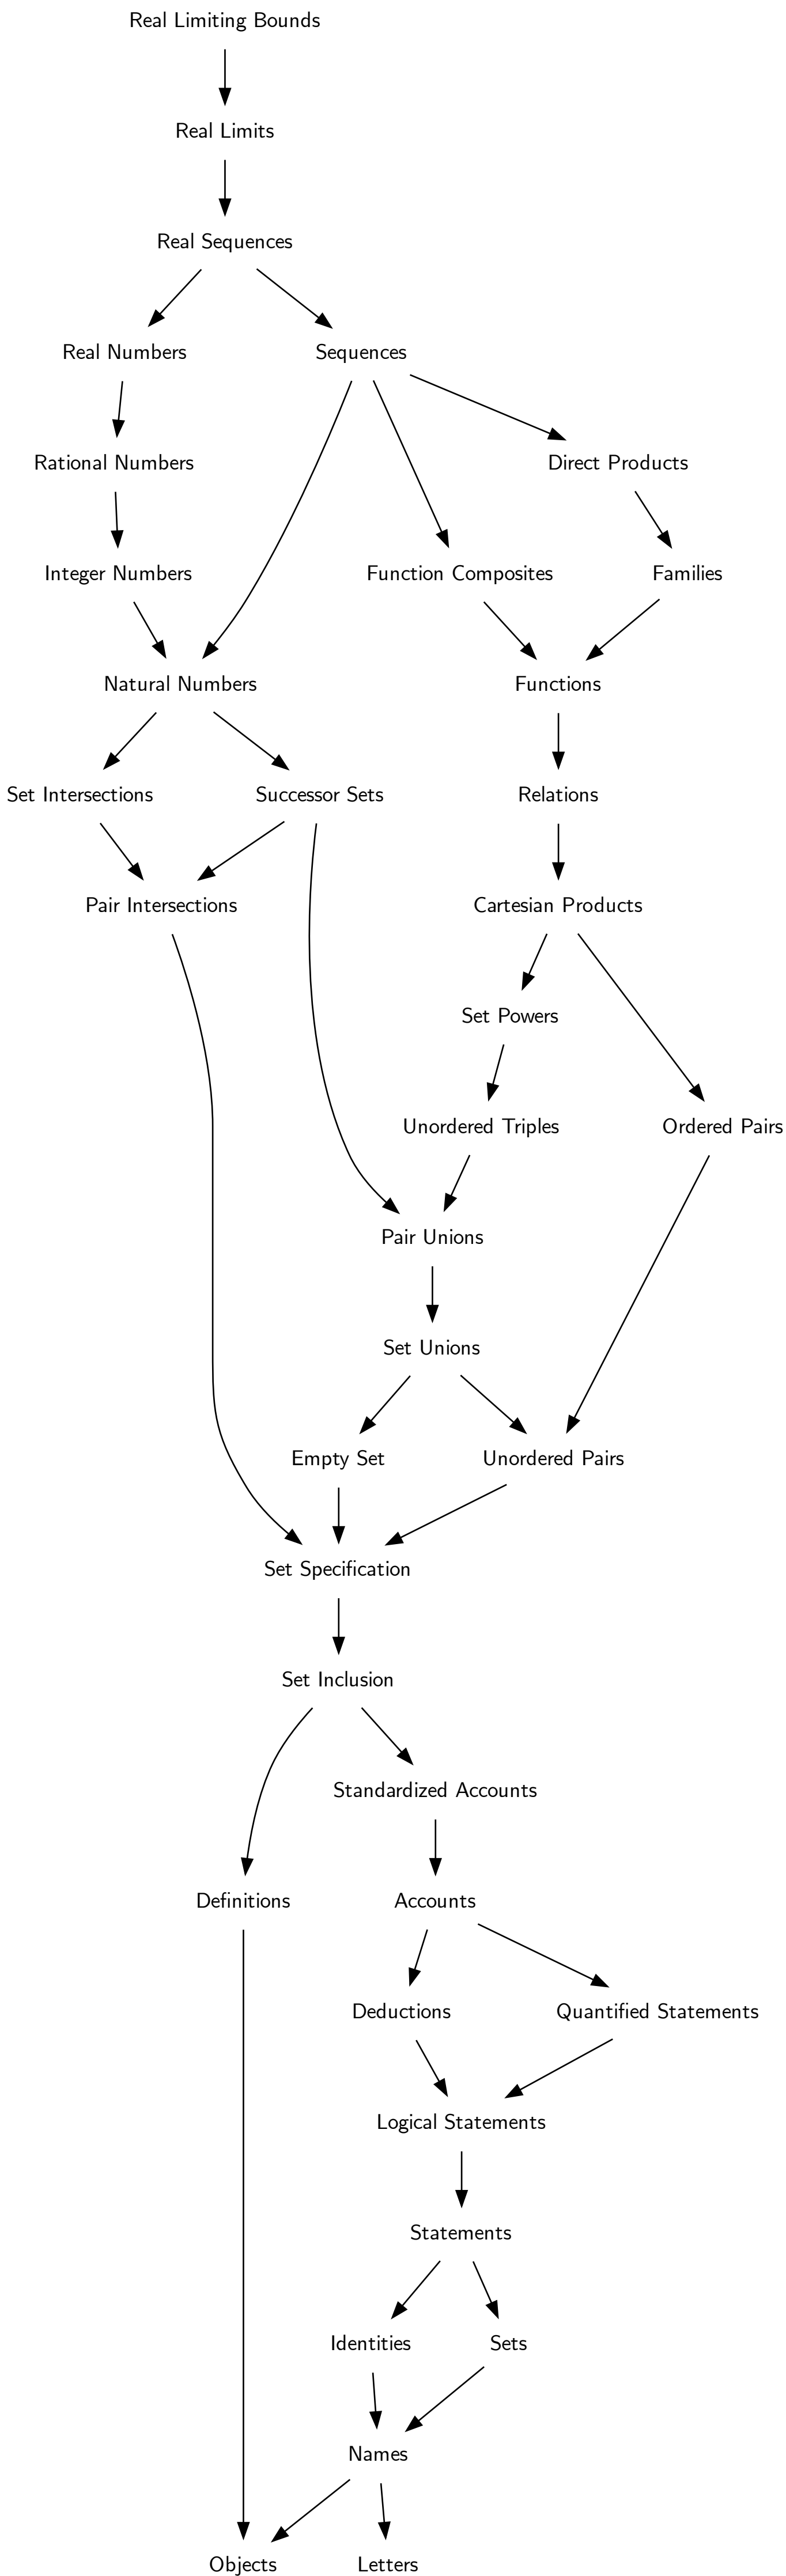 Real Limiting Bounds
Real Limits
Real Sequences
Real Numbers
Sequences
Rational Numbers
Direct Products
Integer Numbers
Function Composites
Families
Natural Numbers
Functions
Set Intersections
Successor Sets
Relations
Pair Intersections
Cartesian Products
Set Powers
Unordered Triples
Ordered Pairs
Pair Unions
Set Unions
Empty Set
Unordered Pairs
Set Specification
Set Inclusion
Standardized Accounts
Definitions
Accounts
Deductions
Quantified Statements
Logical Statements
Statements
Identities
Sets
Names
Objects
Letters